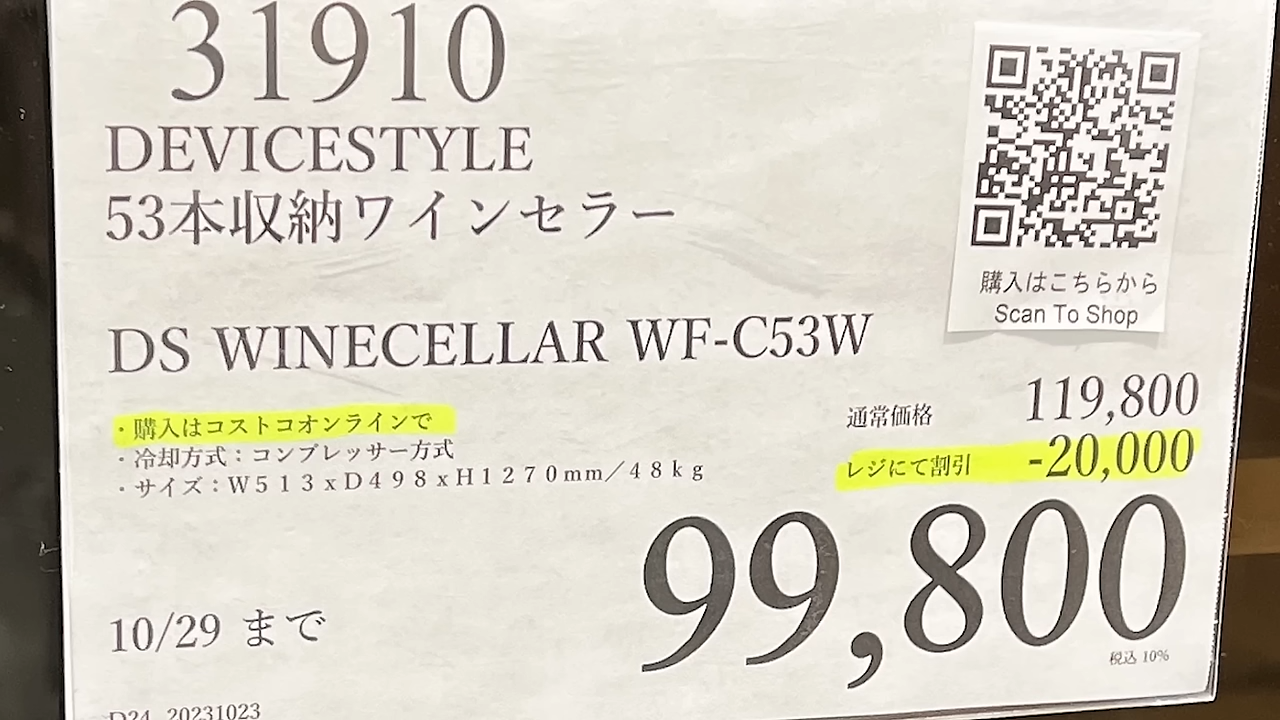 31910
DEVICESTYLE
53本収納ワインセラー
購入はこちらから
Scan To Shop
DS WINECELLAR WF-C53W
・購入はコストコオンラインで
・冷却方式：コンプレッサー方式
・サイズ：W５１３xD４９８xH１２７０mm／４８kg
通常価格 119,800
レジにて割引 -20,000
99,800
税込 10%
10/29 まで
D24 20231023